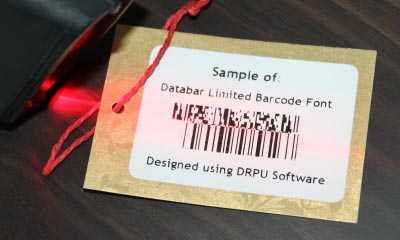 Sample of:
Databar Limited Barcode Font
Designed using DRPU Software